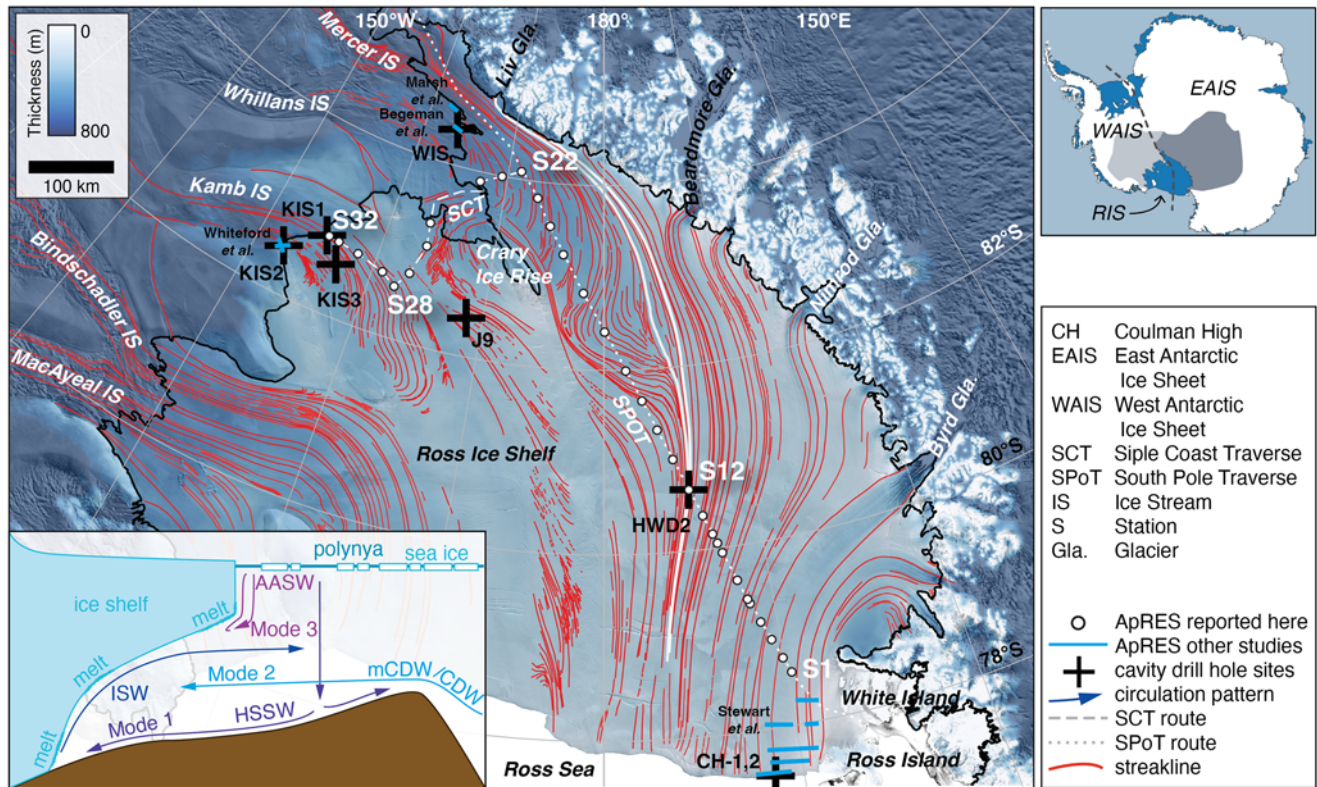 0
Thickness (m)
800
100 km
150°W
180°
150°E
Mercer IS
Liv Gla.
Marsh
et al.
Whillans IS
Begeman
et al.
WIS
Beardmore Gla.
S22
Kamb IS
KIS1
S32
SCT
Whiteford
et al.
KIS2
Crary
Ice Rise
Nimrod Gla.
82°S
Bindschadler IS
KIS3
S28
J9
MacAyeal IS
SPOT
Byrd Gla.
Ross Ice Shelf
S12
80°S
HWD2
S1
78°S
White Island
Stewart
et al.
CH-1,2
Ross Island
Ross Sea
polynya
sea ice
ice shelf
AASW
melt
Mode 3
melt
Mode 2
mCDW/CDW
ISW
Mode 1
HSSW
melt
EAIS
WAIS
RIS
CH Coulman High
EAIS East Antarctic
Ice Sheet
WAIS West Antarctic
Ice Sheet
SCT Siple Coast Traverse
SPoT South Pole Traverse
IS Ice Stream
S Station
Gla. Glacier
ApRES reported here
ApRES other studies
cavity drill hole sites
circulation pattern
SCT route
SPoT route
streakline